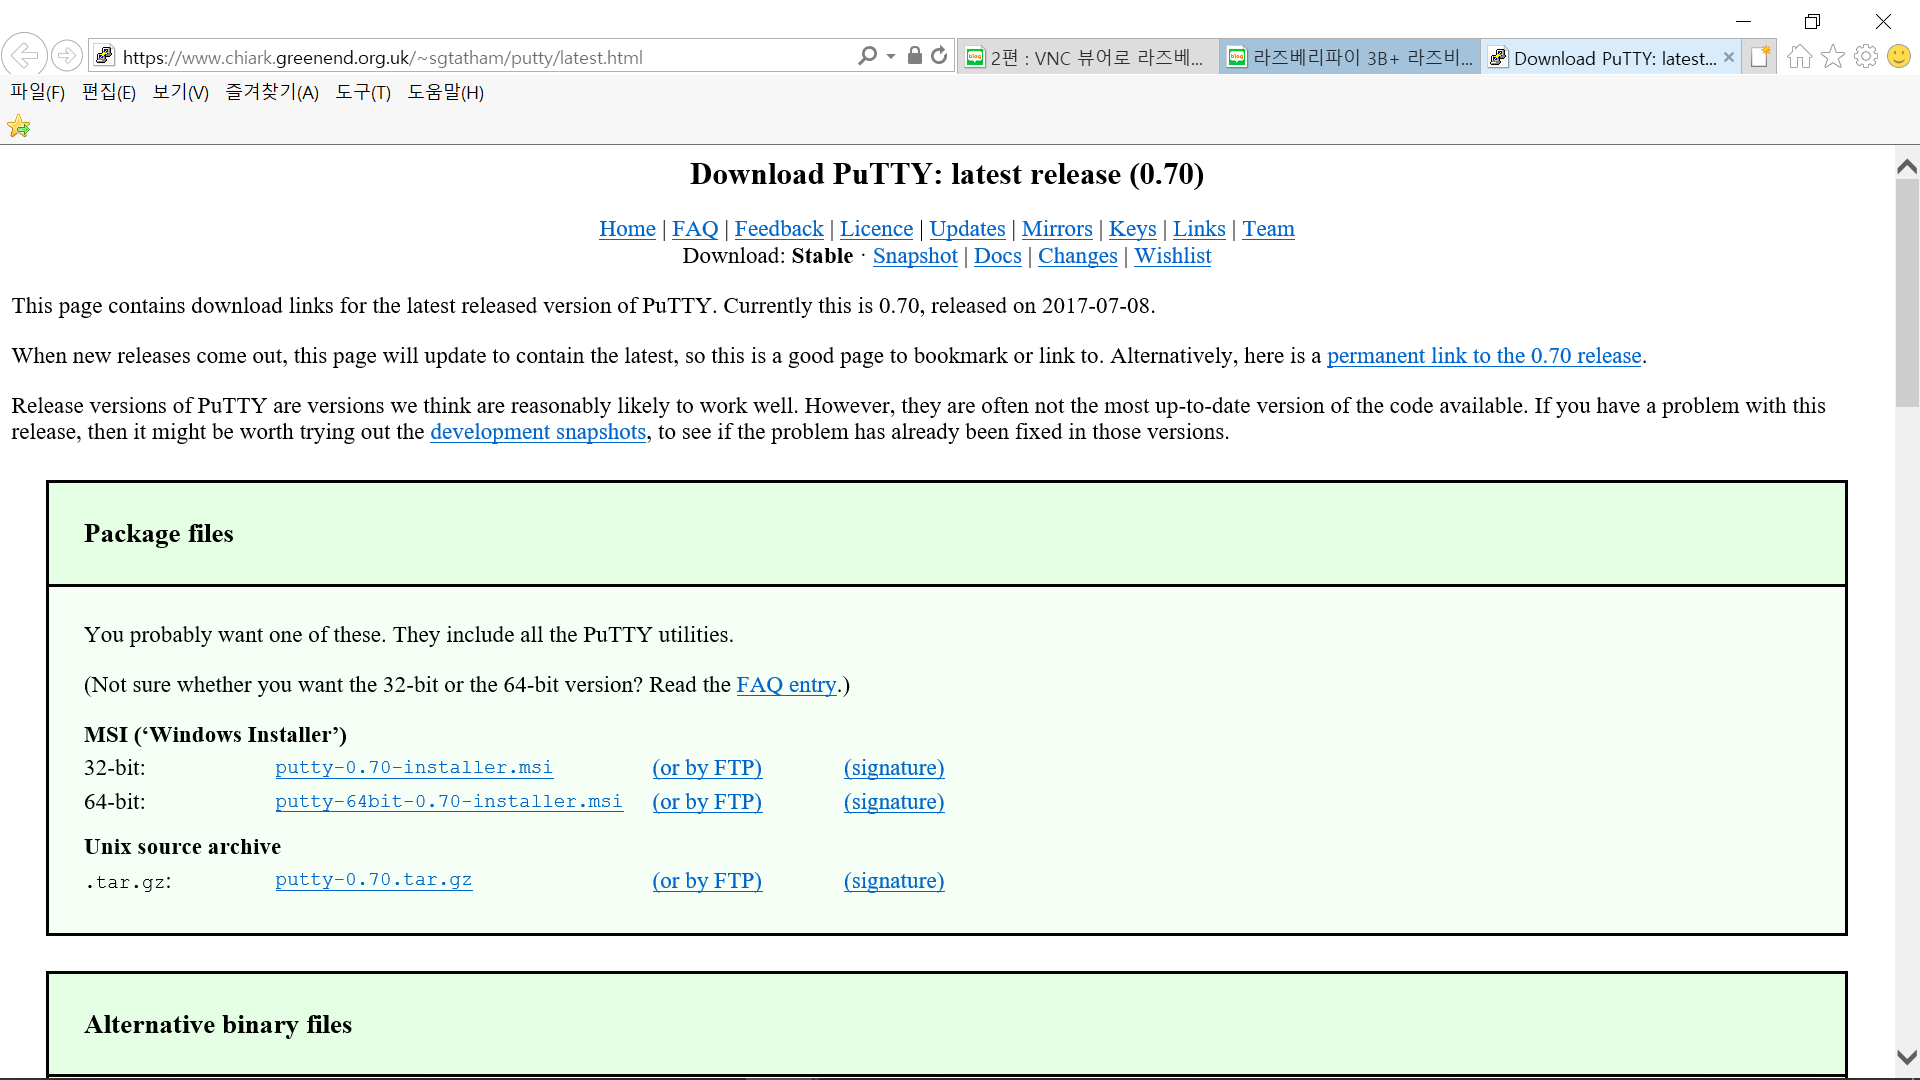 https://www.chiark.greenend.org.uk/~sgtatham/putty/latest.html
2편 : VNC 뷰어로 라즈베...
라즈베리파이 3B+ 라즈비...
Download PuTTY: latest...
파일(F) 편집(E) 보기(V) 즐겨찾기(A) 도구(T) 도움말(H)
Download PuTTY: latest release (0.70)
Home | FAQ | Feedback | Licence | Updates | Mirrors | Keys | Links | Team
Download: Stable · Snapshot | Docs | Changes | Wishlist
This page contains download links for the latest released version of PuTTY. Currently this is 0.70, released on 2017-07-08.
When new releases come out, this page will update to contain the latest, so this is a good page to bookmark or link to. Alternatively, here is a permanent link to the 0.70 release.
Release versions of PuTTY are versions we think are reasonably likely to work well. However, they are often not the most up-to-date version of the code available. If you have a problem with this
release, then it might be worth trying out the development snapshots, to see if the problem has already been fixed in those versions.
Package files
You probably want one of these. They include all the PuTTY utilities.
(Not sure whether you want the 32-bit or the 64-bit version? Read the FAQ entry.)
MSI (‘Windows Installer’)
32-bit: putty-0.70-installer.msi (or by FTP) (signature)
64-bit: putty-64bit-0.70-installer.msi (or by FTP) (signature)
Unix source archive
.tar.gz: putty-0.70.tar.gz (or by FTP) (signature)
Alternative binary files